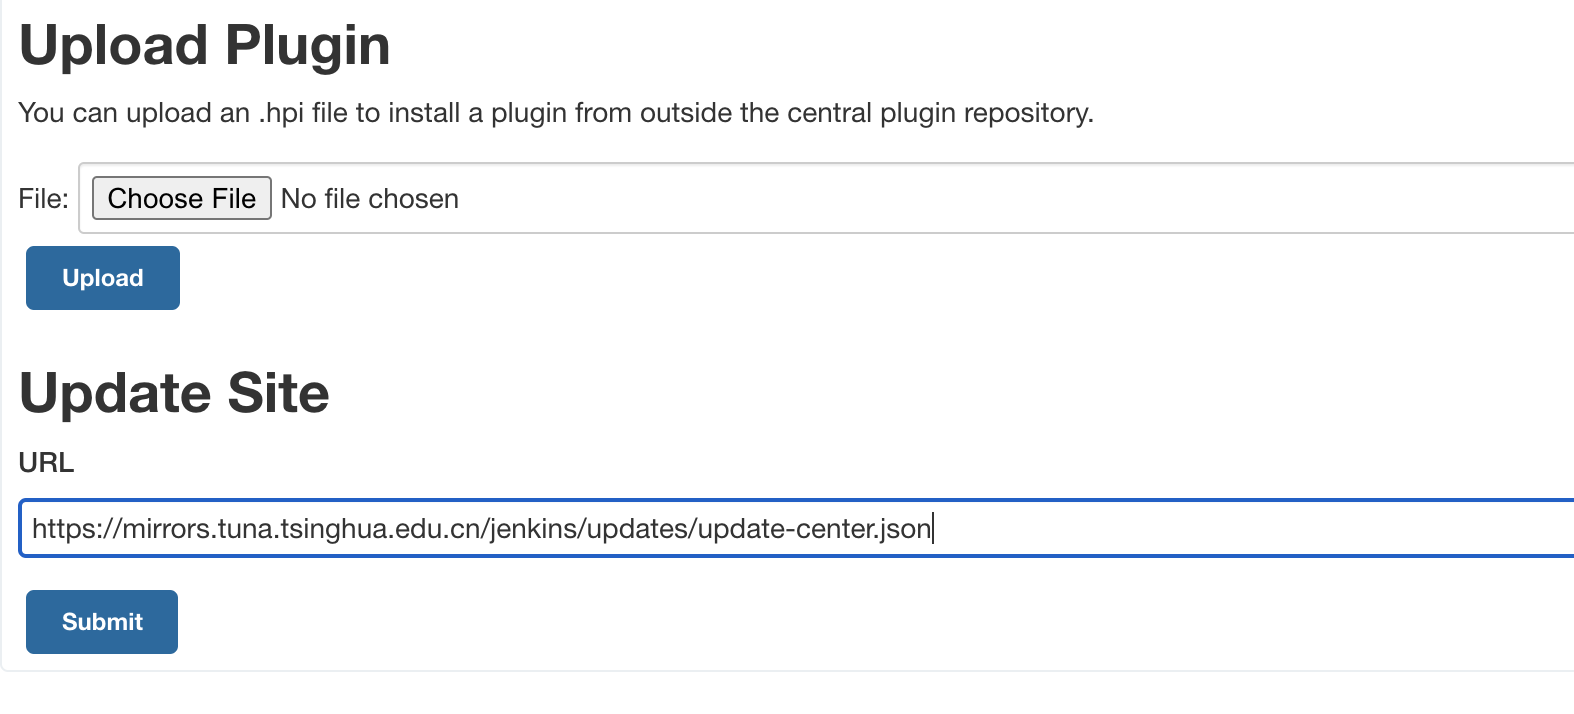 Upload Plugin
You can upload an .hpi file to install a plugin from outside the central plugin repository.
File: Choose File No file chosen
Upload
Update Site
URL
https://mirrors.tuna.tsinghua.edu.cn/jenkins/updates/update-center.json
Submit